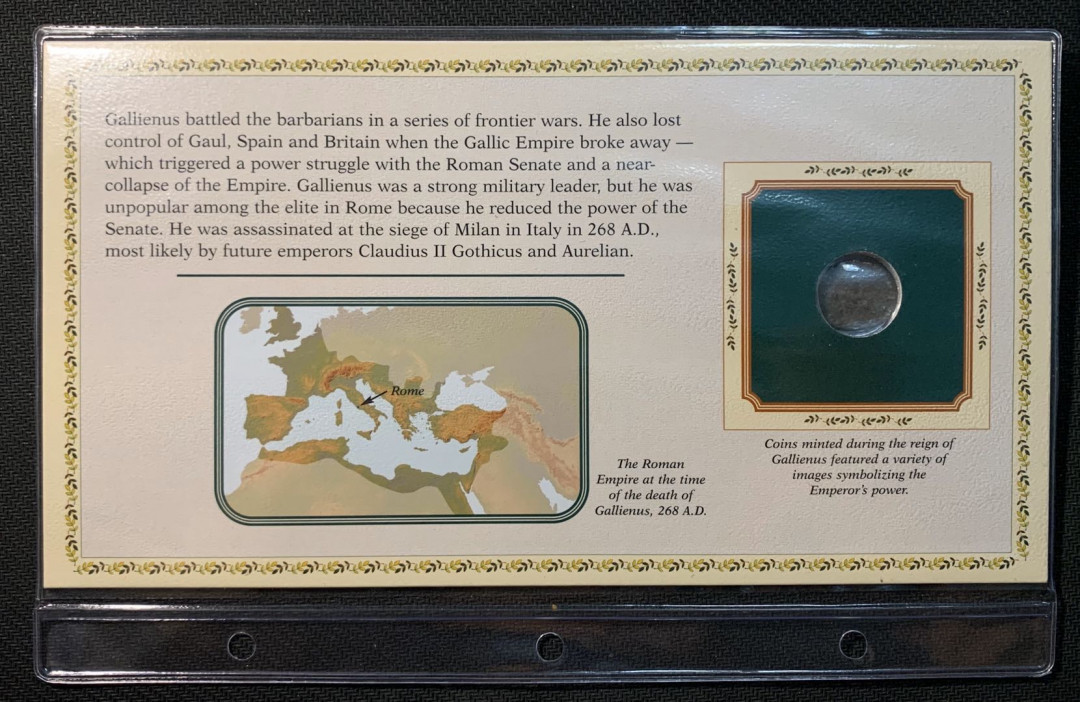 Gallienus battled the barbarians in a series of frontier wars. He also lost
control of Gaul, Spain and Britain when the Gallic Empire broke away —
which triggered a power struggle with the Roman Senate and a near-
collapse of the Empire. Gallienus was a strong military leader, but he was
unpopular among the elite in Rome because he reduced the power of the
Senate. He was assassinated at the siege of Milan in Italy in 268 A.D.,
most likely by future emperors Claudius II Gothicus and Aurelian.
Rome
The Roman
Empire at the time
of the death of
Gallienus, 268 A.D.
Coins minted during the reign of
Gallienus featured a variety of
images symbolizing the
Emperor's power.